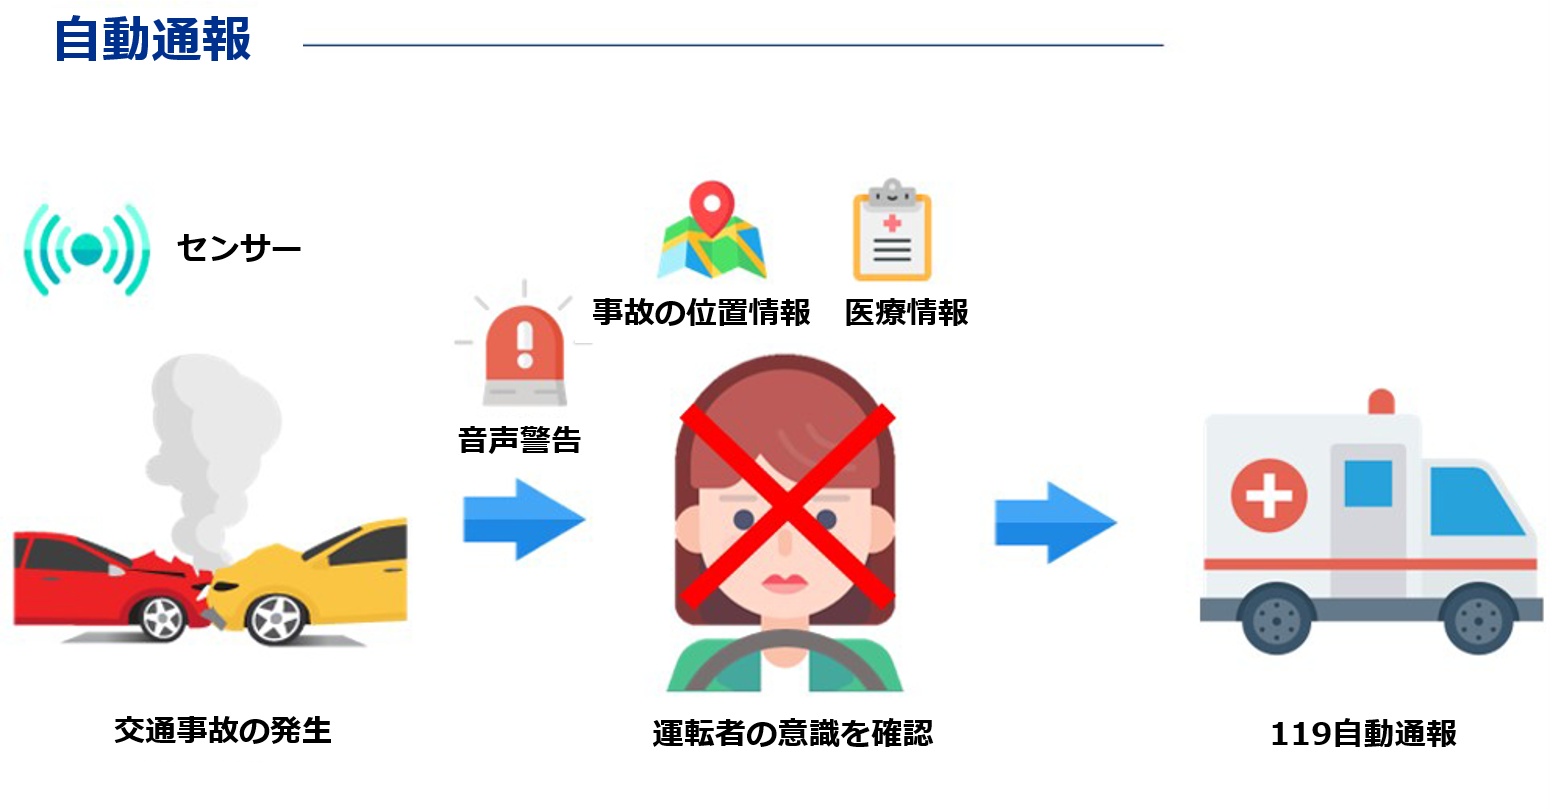 自動通報
センサー
事故の位置情報
医療情報
音声警告
交通事故の発生
運転者の意識を確認
119自動通報